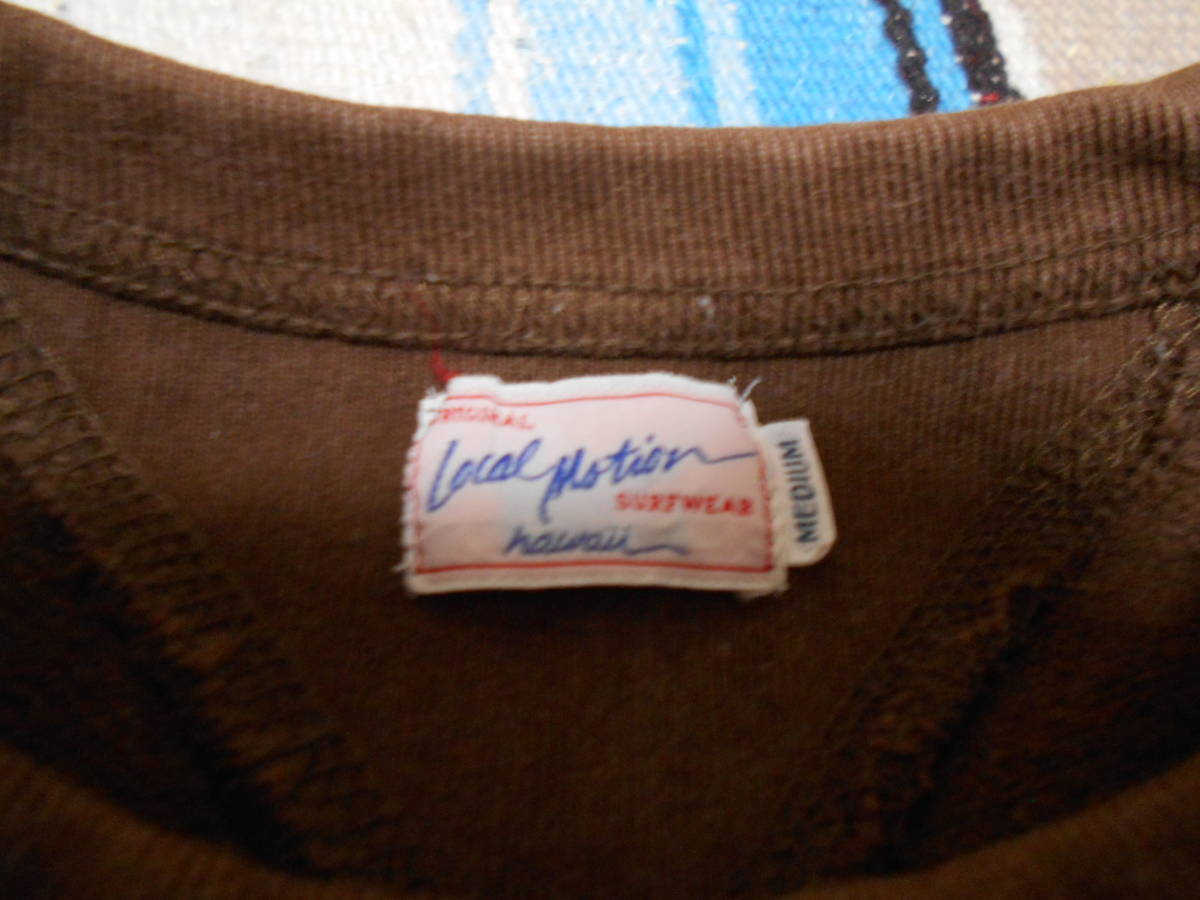 ORIGINAL
Local Motion
SURFWEAR
hawaii
MEDIUM